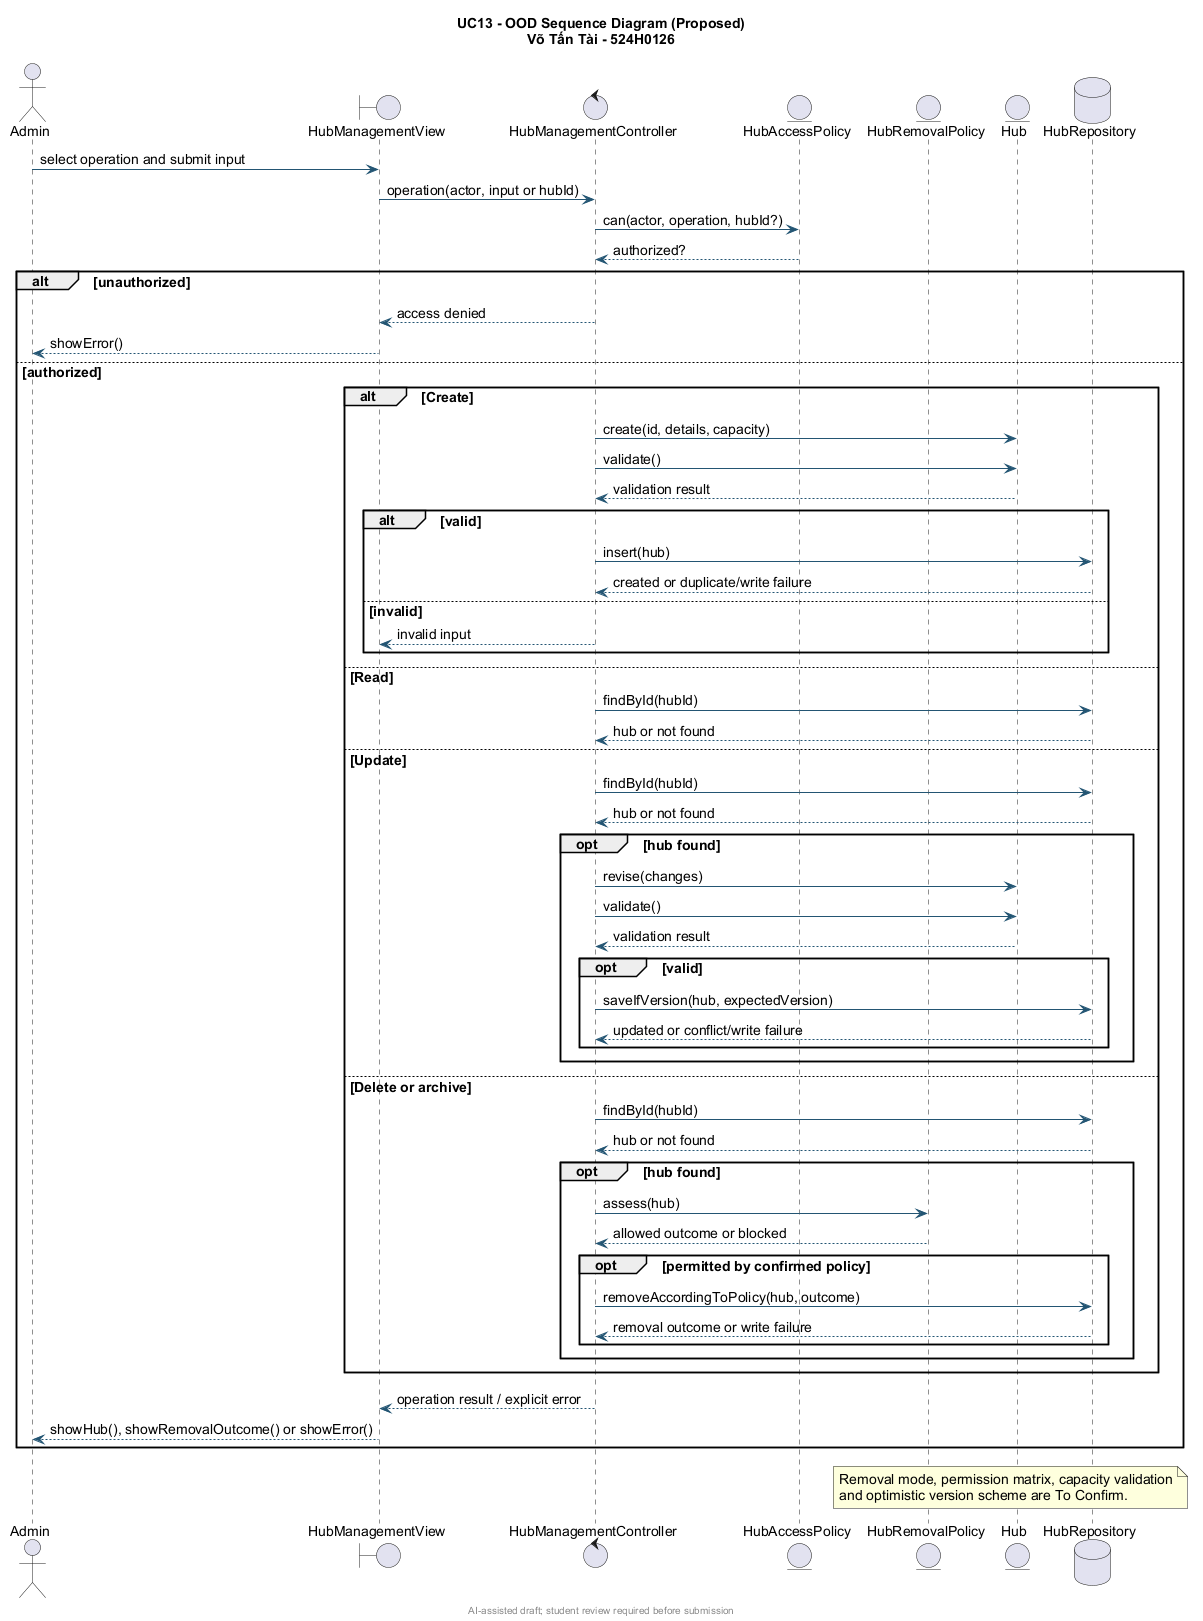 UC13 - OOD Sequence Diagram (Proposed)
Võ Tấn Tài - 524H0126
Admin
HubManagementView
HubManagementController
HubAccessPolicy
HubRemovalPolicy
Hub
HubRepository
select operation and submit input
operation(actor, input or hubId)
can(actor, operation, hubId?)
authorized?
alt
[unauthorized]
access denied
showError()
[authorized]
alt
[Create]
create(id, details, capacity)
validate()
validation result
alt
[valid]
insert(hub)
created or duplicate/write failure
[invalid]
invalid input
[Read]
findById(hubId)
hub or not found
[Update]
findById(hubId)
hub or not found
opt
[hub found]
revise(changes)
validate()
validation result
opt
[valid]
saveIfVersion(hub, expectedVersion)
updated or conflict/write failure
[Delete or archive]
findById(hubId)
hub or not found
opt
[hub found]
assess(hub)
allowed outcome or blocked
opt
[permitted by confirmed policy]
removeAccordingToPolicy(hub, outcome)
removal outcome or write failure
operation result / explicit error
showHub(), showRemovalOutcome() or showError()
Removal mode, permission matrix, capacity validation
and optimistic version scheme are To Confirm.
Admin
HubManagementView
HubManagementController
HubAccessPolicy
HubRemovalPolicy
Hub
HubRepository
AI-assisted draft; student review required before submission